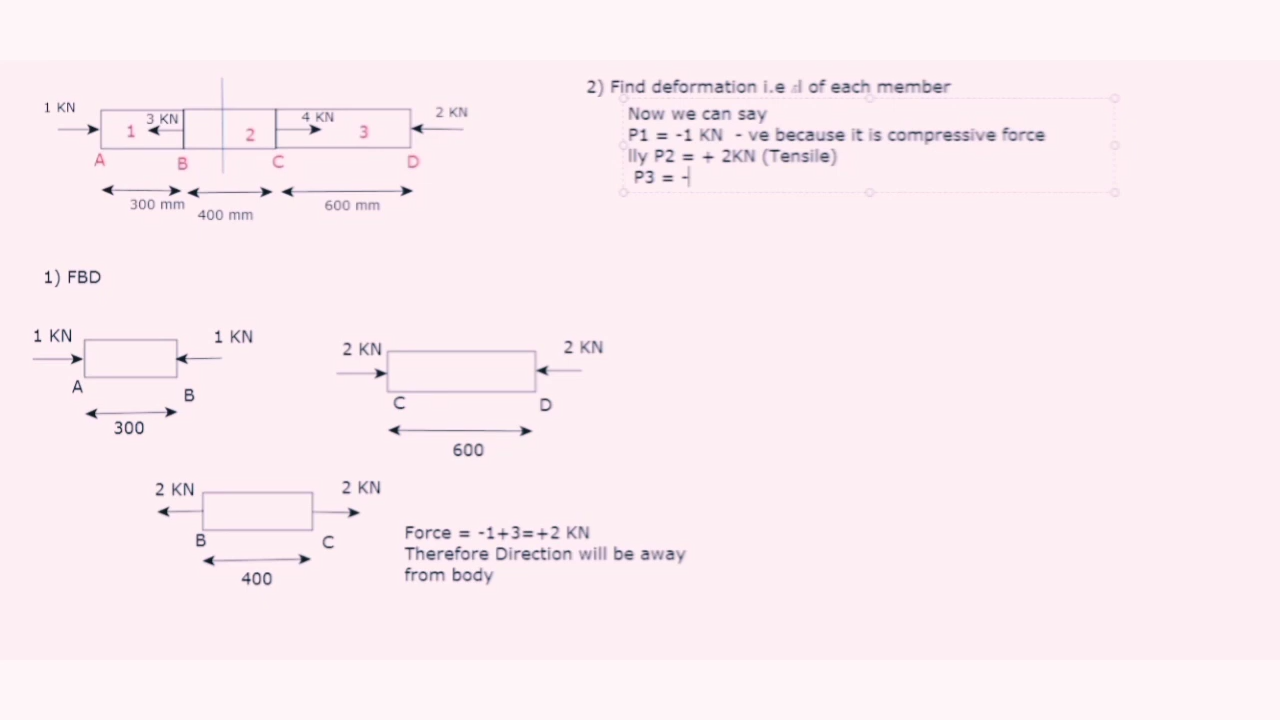 1 KN
3 KN
4 KN
2 KN
1
2
3
A
B
C
D
300 mm
400 mm
600 mm
2) Find deformation i.e d of each member
Now we can say
P1 = -1 KN - ve because it is compressive force
lly P2 = + 2KN (Tensile)
P3 = -
1) FBD
1 KN
1 KN
A
B
300
2 KN
2 KN
C
D
600
2 KN
2 KN
B
C
400
Force = -1+3=+2 KN
Therefore Direction will be away
from body